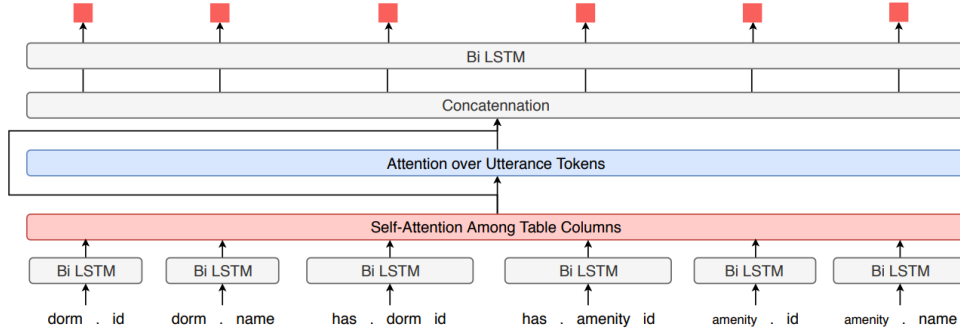 Bi LSTM
Concatennation
Attention over Utterance Tokens
Self-Attention Among Table Columns
Bi LSTM Bi LSTM Bi LSTM Bi LSTM Bi LSTM Bi LSTM
dorm . id dorm . name has . dorm id has . amenity id amenity . id amenity . name